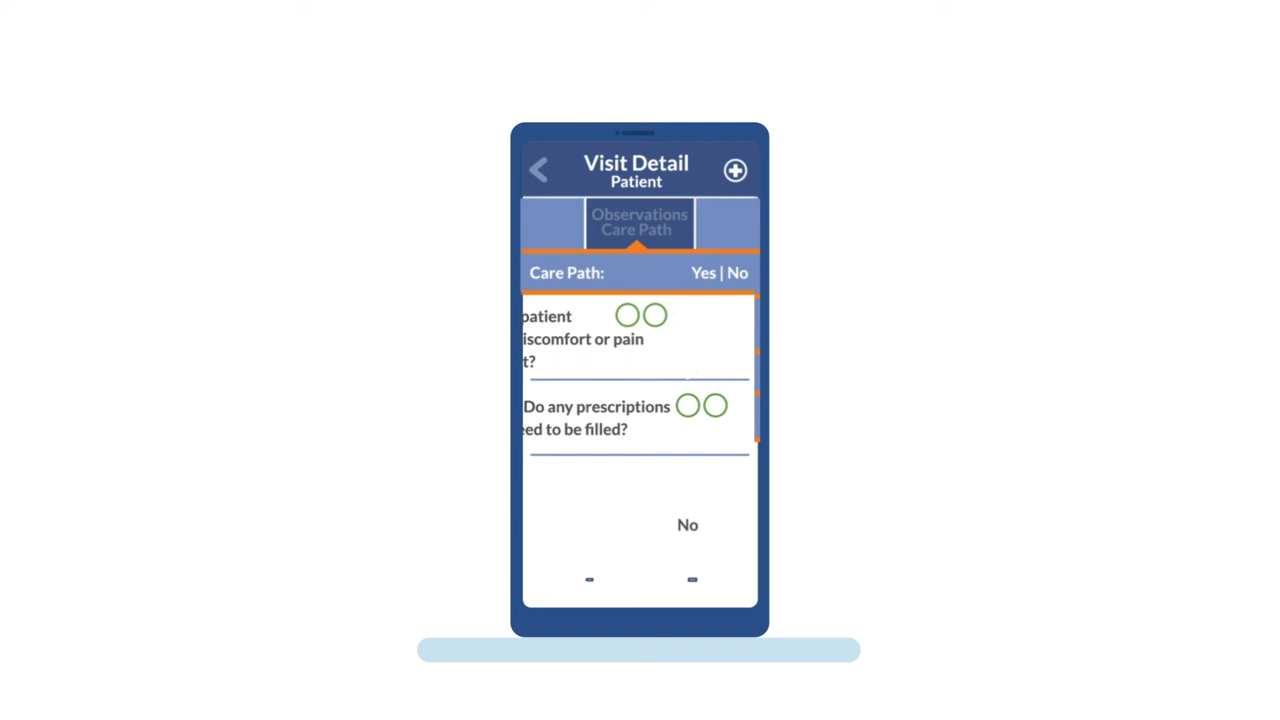 Visit Detail
Patient
Observations
Care Path
Care Path: Yes | No
patient
iscomfort or pain
t?
Do any prescriptions
eed to be filled?
No